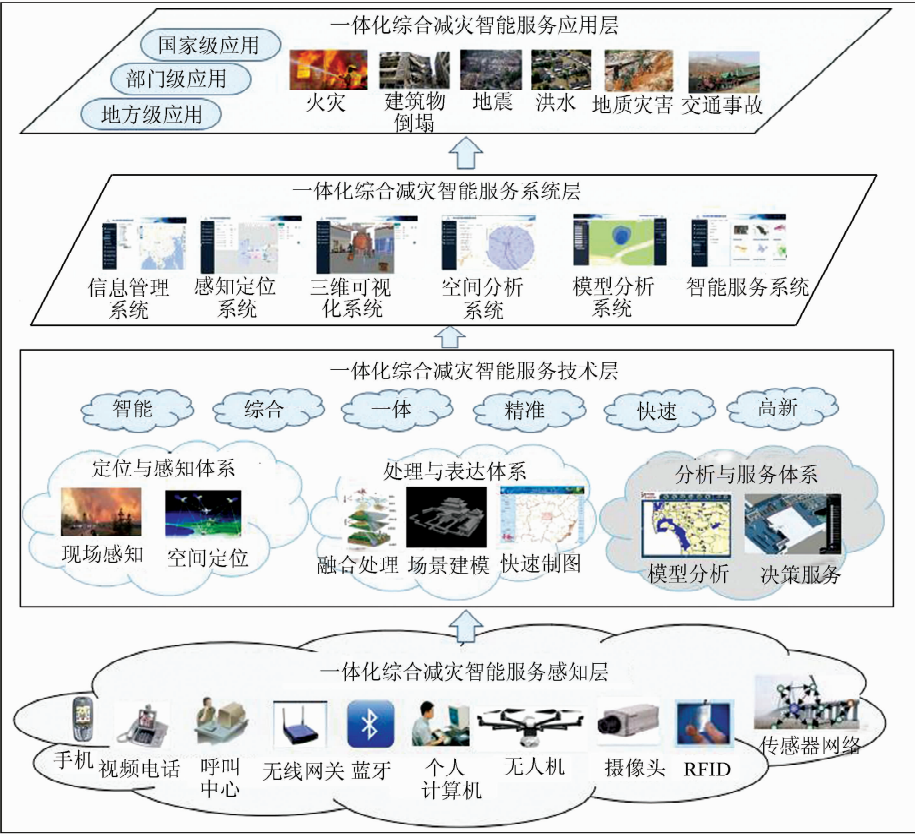 一体化综合减灾智能服务应用层
国家级应用
部门级应用
地方级应用
火灾
建筑物
倒塌
地震
洪水
地质灾害
交通事故
一体化综合减灾智能服务系统层
信息管理
系统
感知定位
系统
三维可视
化系统
空间分析
系统
模型分析
系统
智能服务系统
一体化综合减灾智能服务技术层
智能
综合
一体
精准
快速
高新
定位与感知体系
现场感知
空间定位
处理与表达体系
融合处理
场景建模
快速制图
分析与服务体系
模型分析
决策服务
一体化综合减灾智能服务感知层
手机
视频电话
呼叫
中心
无线网关
蓝牙
个人
计算机
无人机
摄像头
RFID
传感器网络